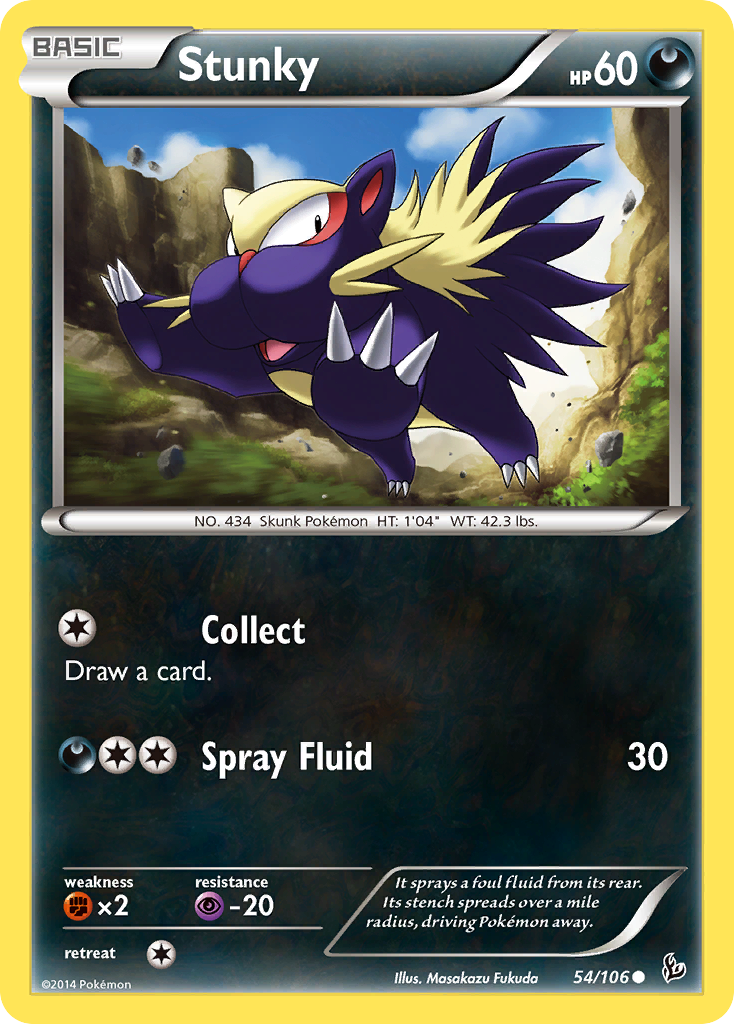 BASIC
Stunky
HP60
NO. 434 Skunk Pokémon HT: 1'04" WT: 42.3 lbs.
Collect
Draw a card.
Spray Fluid 30
weakness resistance
×2 -20
It sprays a foul fluid from its rear.
Its stench spreads over a mile
radius, driving Pokémon away.
retreat
©2014 Pokémon
Illus. Masakazu Fukuda 54/106